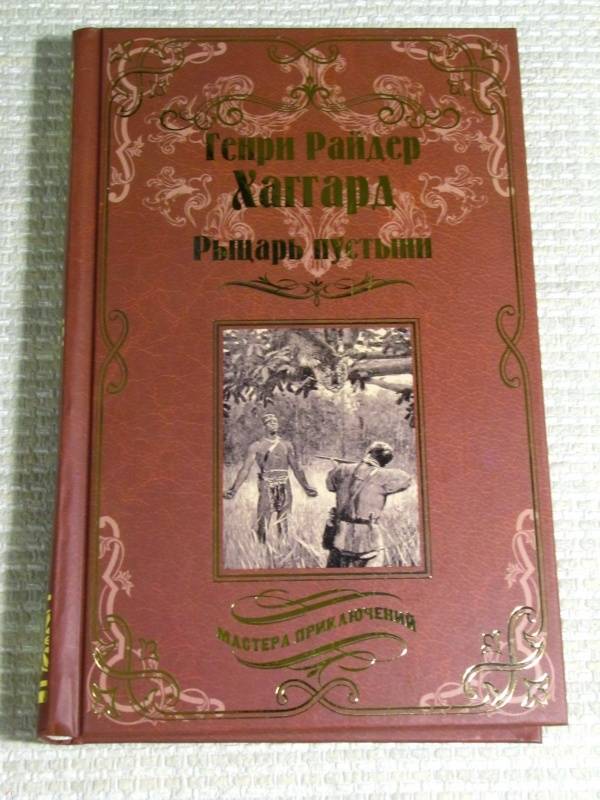 Генри Райдер
Хаггард
Рыцарь пустыни
МАСТЕРА ПРИКЛЮЧЕНИЙ